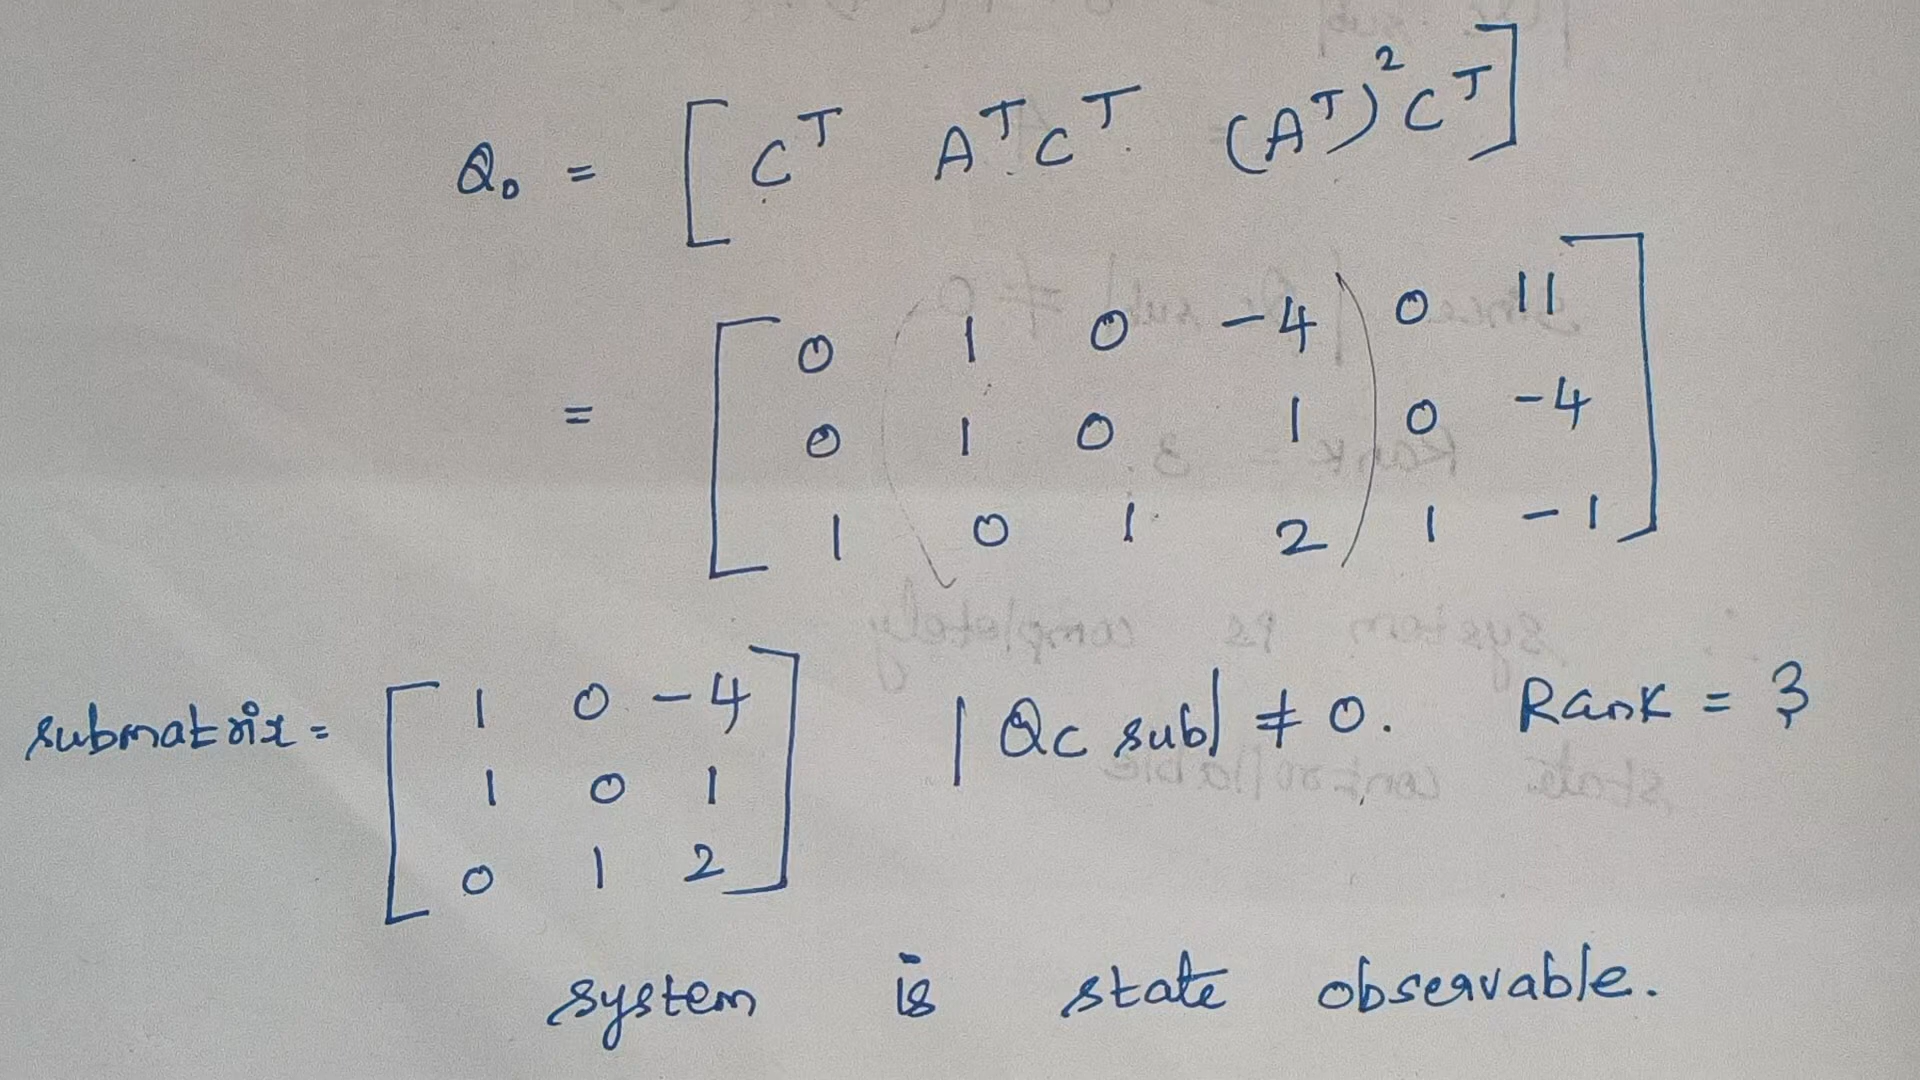 Q₀ = [ Cᵀ AᵀCᵀ (Aᵀ)²Cᵀ ]
= [ 0 1 0 -4 0 11
0 1 0 1 0 -4
1 0 1 2 1 -1 ]
submatrix = [ 1 0 -4
1 0 1
0 1 2 ]
|Qc sub| ≠ 0. Rank = 3
system is state observable.